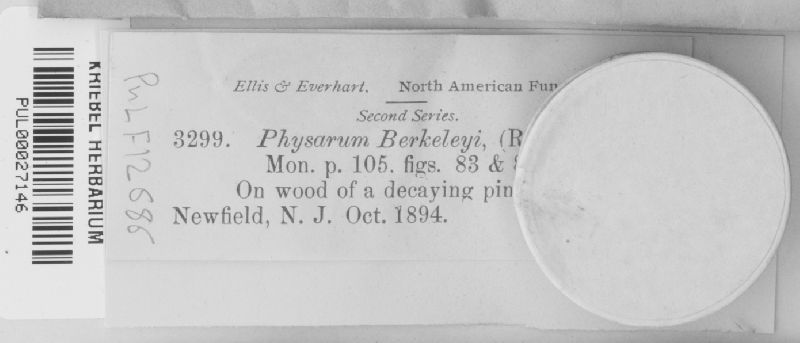 KRIEBEL HERBARIUM
PUL00027146
PUL F12686
Ellis & Everhart. North American Fun
Second Series.
3299. Physarum Berkeleyi, (R
Mon. p. 105. figs. 83 &
On wood of a decaying pin
Newfield, N. J. Oct. 1894.